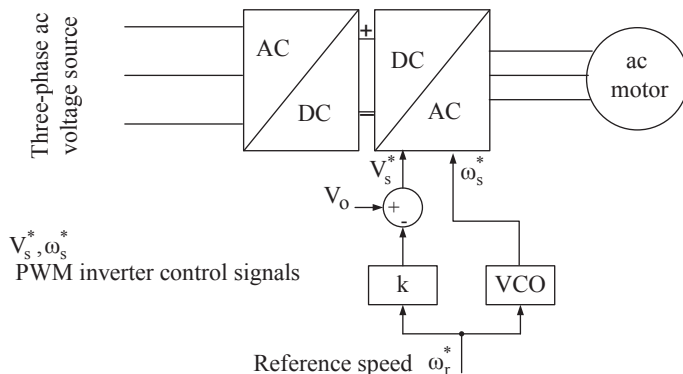 Three-phase ac
voltage source
AC
DC
+
=
DC
AC
ac
motor
V_s^*
ω_s^*
V_o
+
-
V_s^*, ω_s^*
PWM inverter control signals
k
VCO
Reference speed ω_r^*